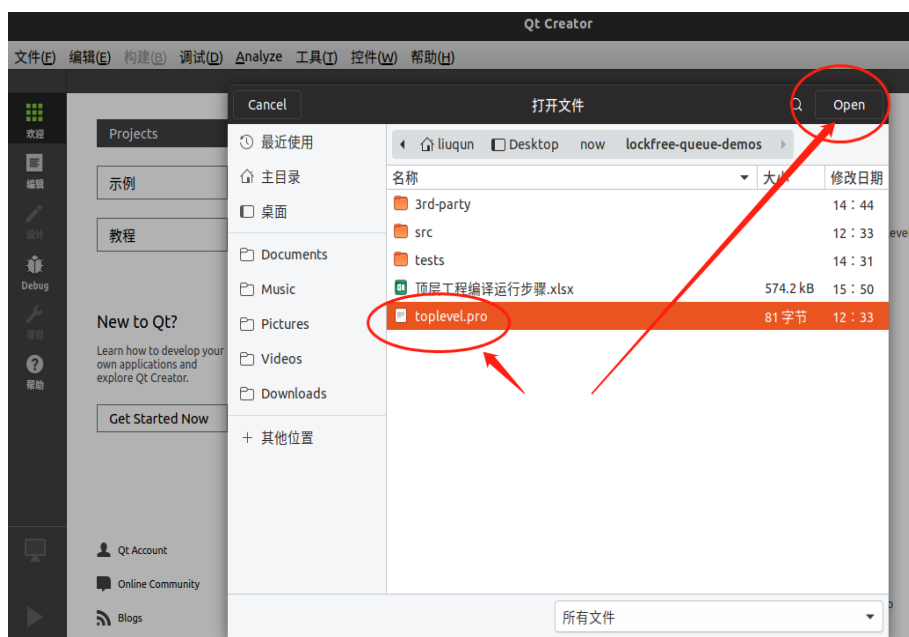 Qt Creator
文件(F) 编辑(E) 构建(B) 调试(D) Analyze 工具(T) 控件(W) 帮助(H)
Cancel 打开文件 Open
欢迎
编辑
设计
Debug
项目
帮助
Projects
示例
教程
New to Qt?
Learn how to develop your
own applications and
explore Qt Creator.
Get Started Now
Qt Account
Online Community
Blogs
最近使用
主目录
桌面
Documents
Music
Pictures
Videos
Downloads
其他位置
liuqun Desktop now lockfree-queue-demos
名称 大小 修改日期
3rd-party 14:44
src 12:33
tests 14:31
顶层工程编译运行步骤.xlsx 574.2 kB 15:50
toplevel.pro 81 字节 12:33
所有文件